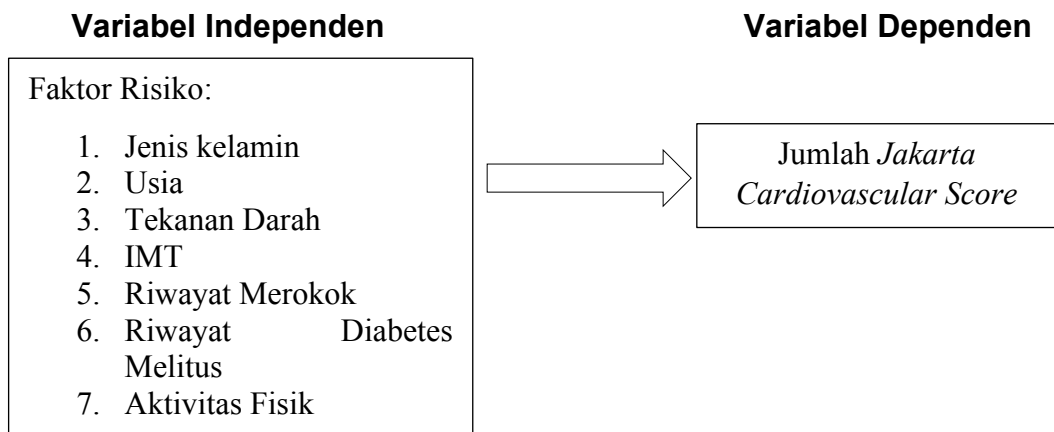 Variabel Independen
Variabel Dependen
Faktor Risiko:
1. Jenis kelamin
2. Usia
3. Tekanan Darah
4. IMT
5. Riwayat Merokok
6. Riwayat Diabetes
Melitus
7. Aktivitas Fisik
Jumlah Jakarta
Cardiovascular Score